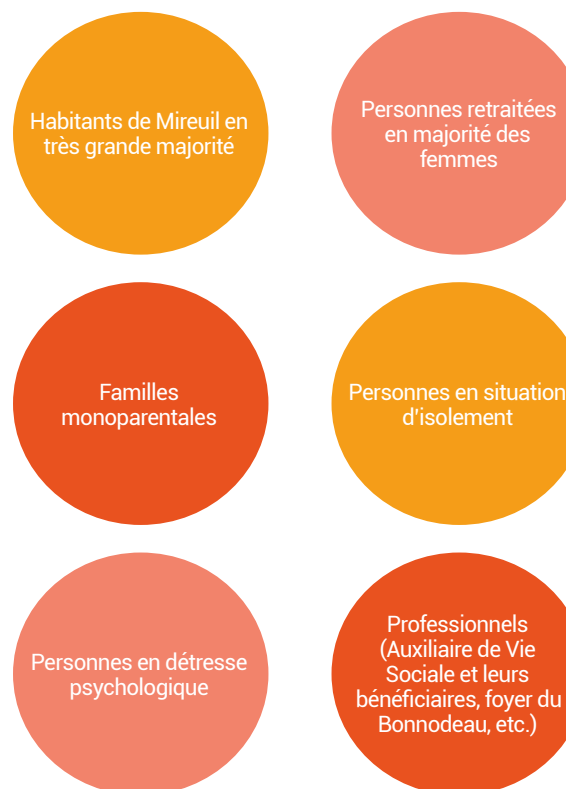 Habitants de Mireuil en
très grande majorité
Personnes retraitées
en majorité des
femmes
Familles
monoparentales
Personnes en situation
d'isolement
Personnes en détresse
psychologique
Professionnels
(Auxiliaire de Vie
Sociale et leurs
bénéficiaires, foyer du
Bonnodeau, etc.)